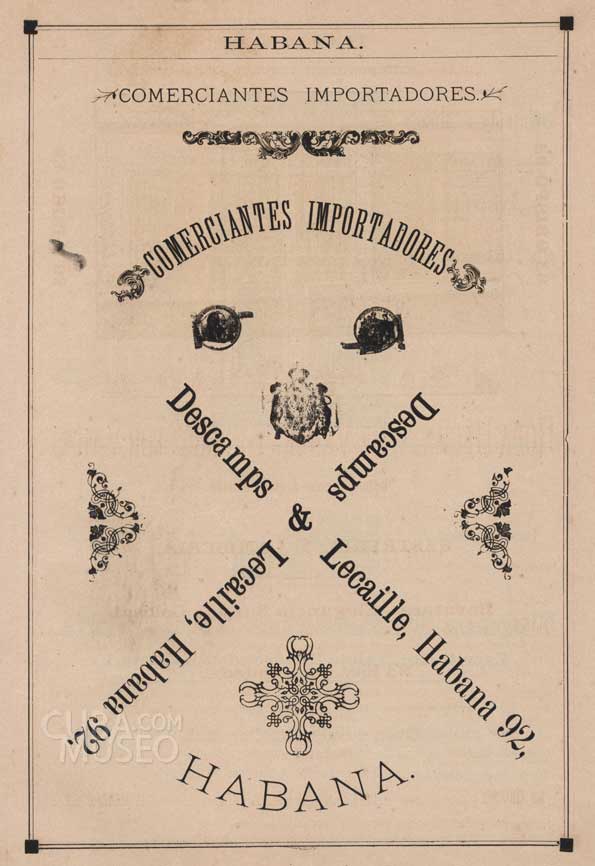 HABANA.
COMERCIANTES IMPORTADORES.
COMERCIANTES IMPORTADORES
Descamps & Lecaille, Habana 92,
Descamps & Lecaille, Habana 92,
HABANA.
CUBA.COM
MUSEO